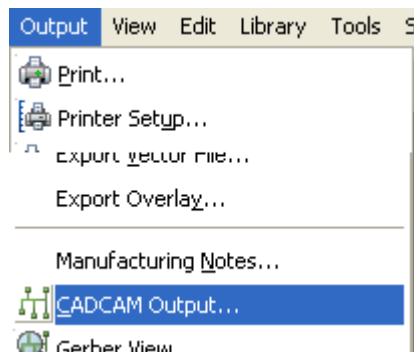 Output View Edit Library Tools S
Print...
Printer Setup...
Export Vector File...
Export Overlay...
Manufacturing Notes...
CADCAM Output...
Gerber View